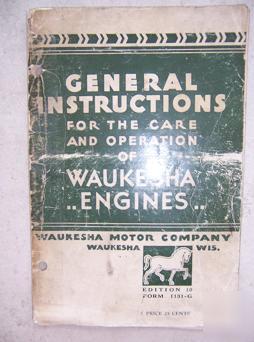 GENERAL
INSTRUCTIONS
FOR THE CARE
AND OPERATION
OF
WAUKESHA
..ENGINES..
WAUKESHA MOTOR COMPANY
WAUKESHA WIS.
EDITION 10
FORM 1131-G
PRICE 25 CENTS